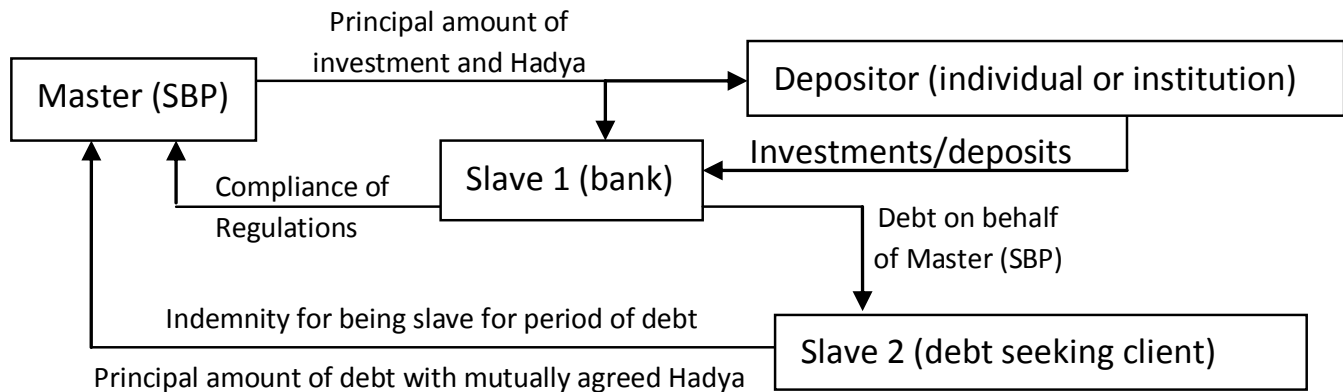 Principal amount of
investment and Hadya
Master (SBP)
Depositor (individual or institution)
Investments/deposits
Slave 1 (bank)
Compliance of
Regulations
Debt on behalf
of Master (SBP)
Indemnity for being slave for period of debt
Slave 2 (debt seeking client)
Principal amount of debt with mutually agreed Hadya